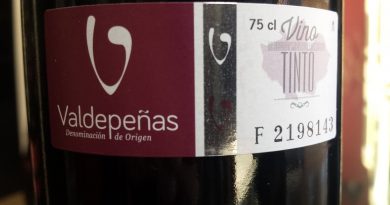 Valdepeñas
Denominación de Origen
75 cl
Vino
TINTO
F 2198143